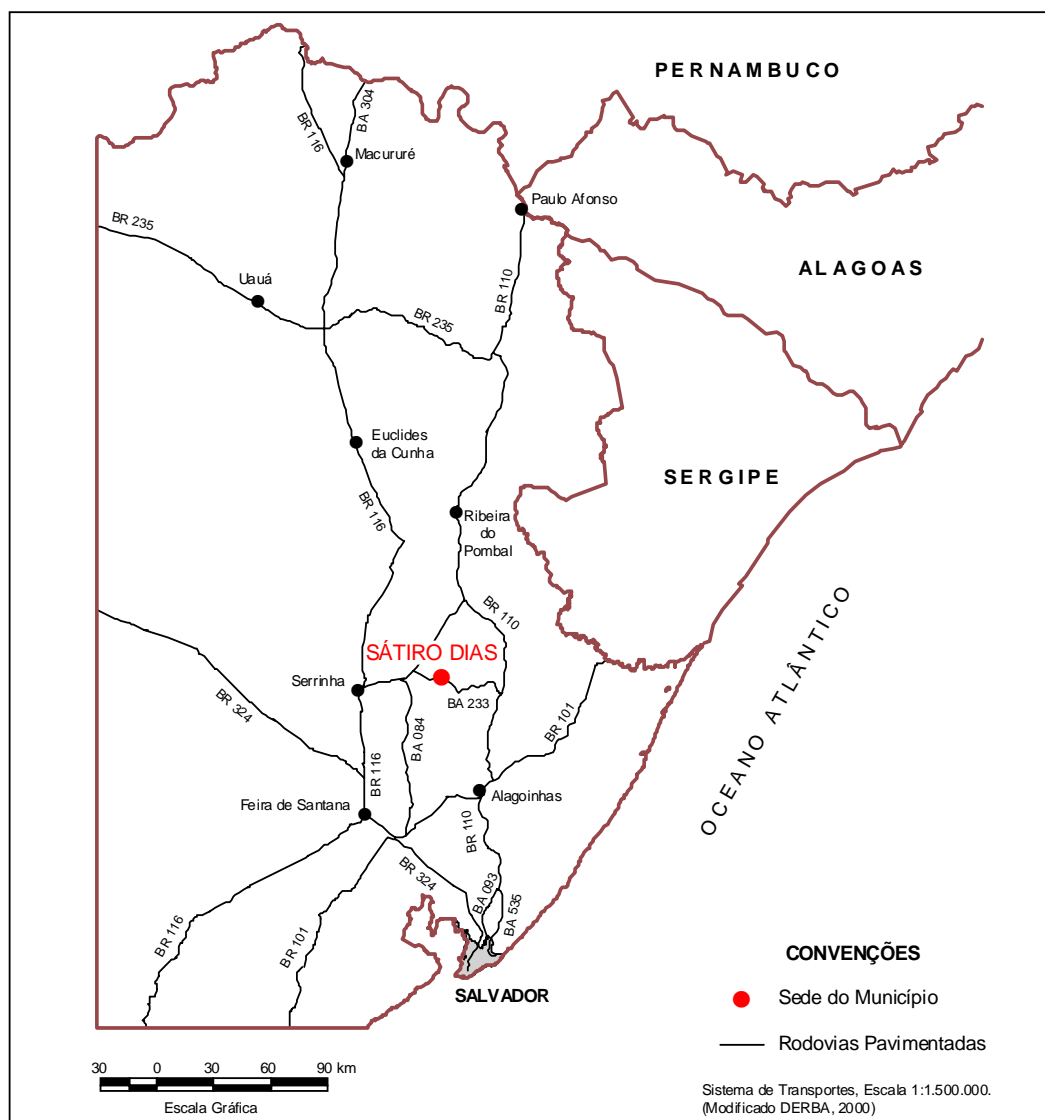 PERNAMBUCO
BR 116
BA 304
Macururé
Paulo Afonso
BR 235
ALAGOAS
Uauá
BR 110
BR 235
Euclides
da Cunha
SERGIPE
BR 116
Ribeira
do
Pombal
BR 110
OCEANO ATLÂNTICO
SÁTIRO DIAS
Serrinha
BA 233
BR 324
BA 084
BR 101
BR 116
Feira de Santana
Alagoinhas
BR 110
BR 324
BA 093
BA 535
BR 116
BR 101
SALVADOR
CONVENÇÕES
Sede do Município
Rodovias Pavimentadas
30 0 30 60 90 km
Escala Gráfica
Sistema de Transportes, Escala 1:1.500.000.
(Modificado DERBA, 2000)